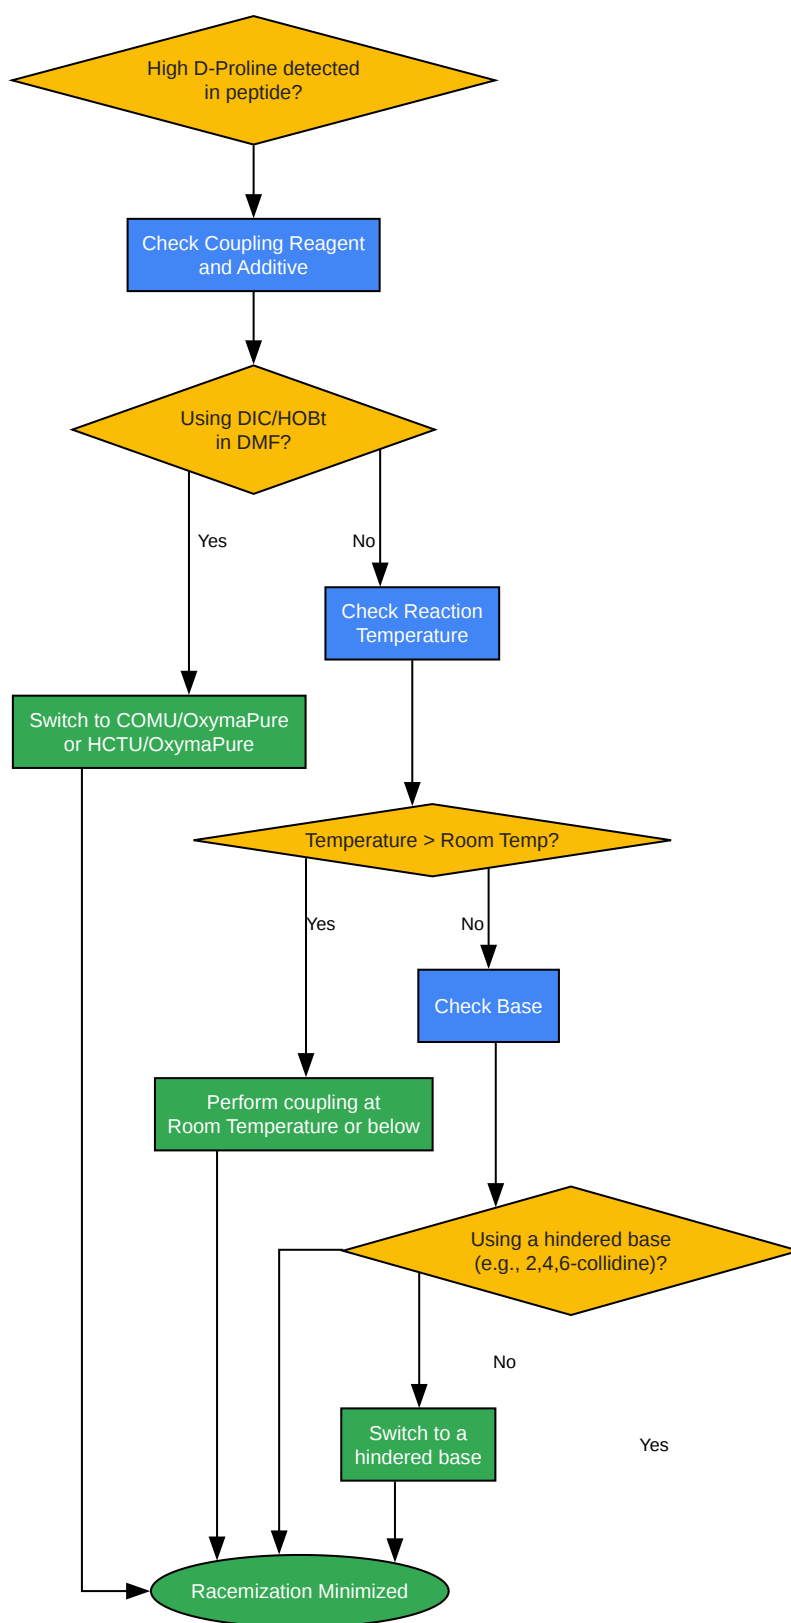 High D-Proline detected
in peptide?
Check Coupling Reagent
and Additive
Using DIC/HOBt
in DMF?
Yes
No
Check Reaction
Temperature
Switch to COMU/OxymaPure
or HCTU/OxymaPure
Temperature > Room Temp?
Yes
No
Check Base
Perform coupling at
Room Temperature or below
Using a hindered base
(e.g., 2,4,6-collidine)?
No
Switch to a
hindered base
Yes
Racemization Minimized